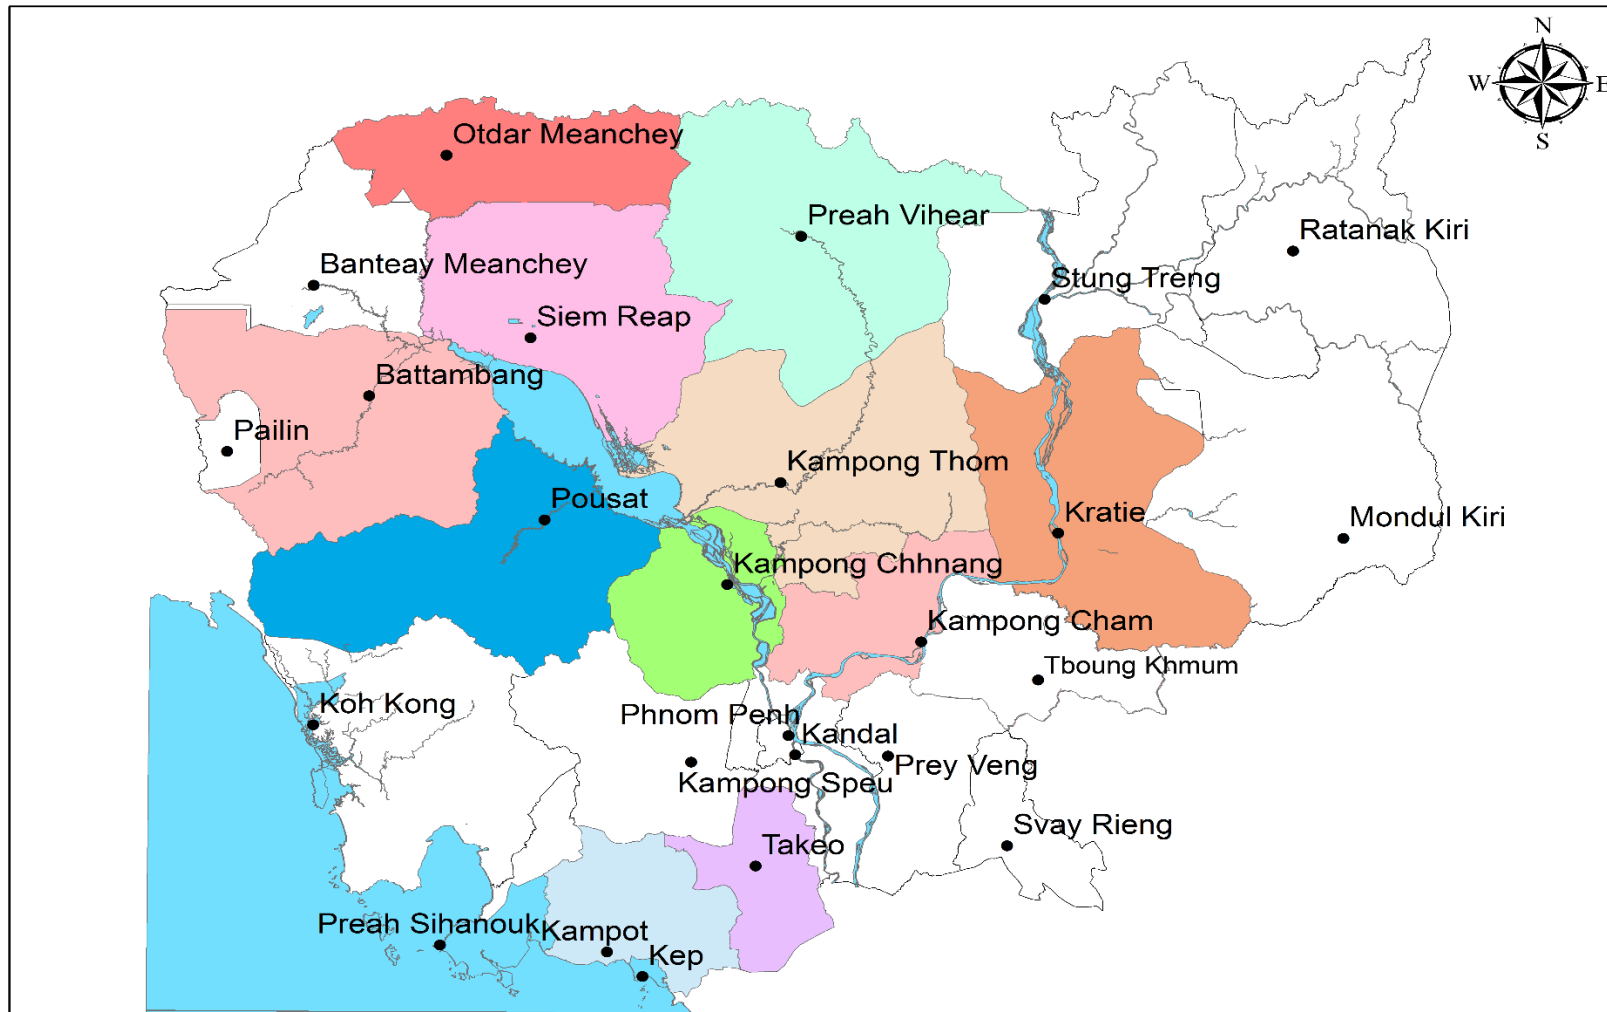 N
W
E
S
Otdar Meanchey
Preah Vihear
Ratanak Kiri
Banteay Meanchey
Stung Treng
Siem Reap
Battambang
Pailin
Kampong Thom
Pousat
Kratie
Mondul Kiri
Kampong Chhnang
Kampong Cham
Tboung Khmum
Koh Kong
Phnom Penh
Kandal
Prey Veng
Kampong Speu
Svay Rieng
Takeo
Preah Sihanouk
Kampot
Kep